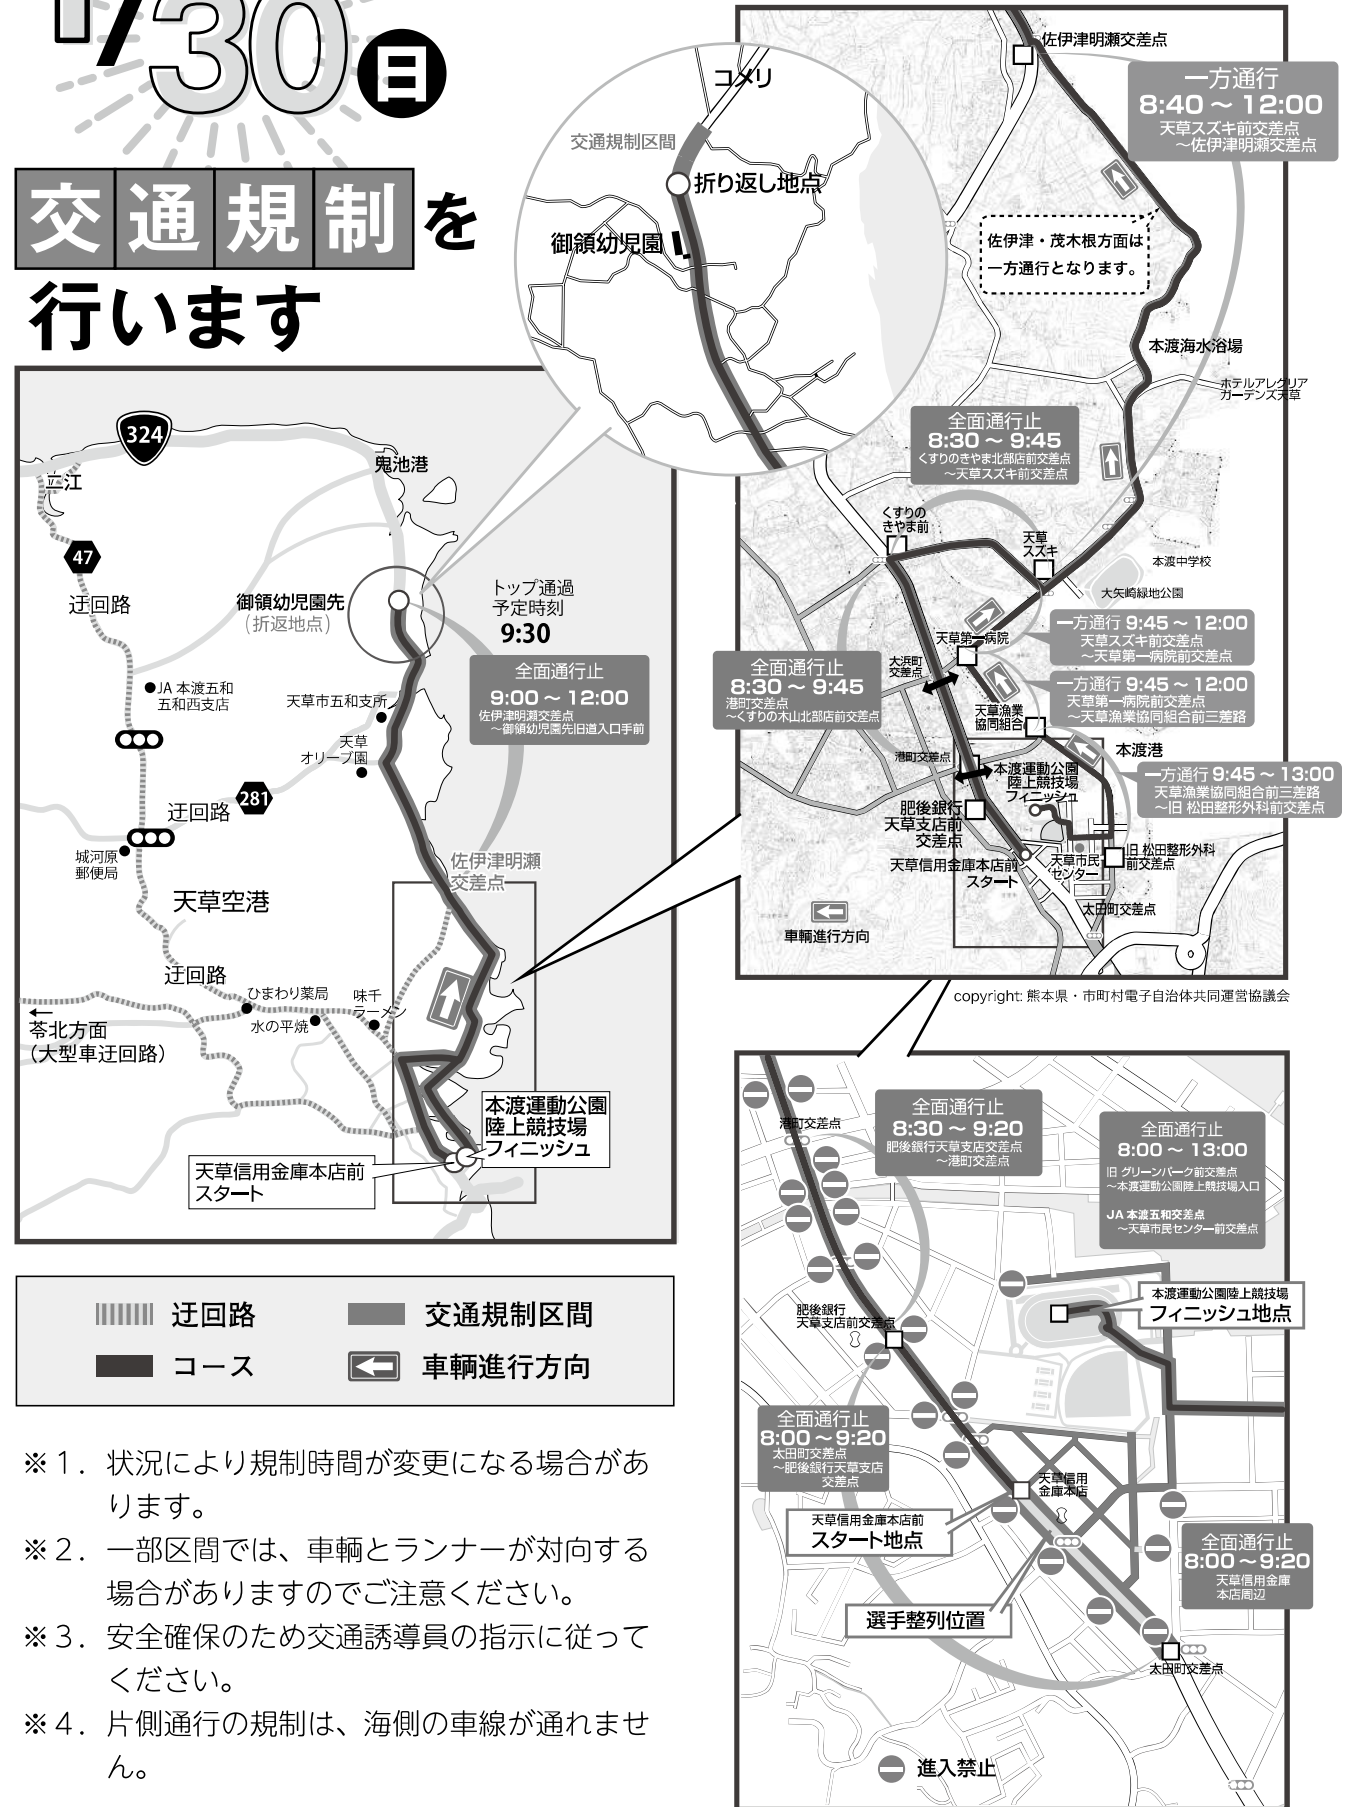 30日
交通規制を
行います
コメリ
交通規制区間
折り返し地点
御領幼児園
324
二江
鬼池港
47
迂回路
御領幼児園先
(折返地点)
トップ通過
予定時刻
9:30
全面通行止
9:00～12:00
佐伊津明瀬交差点
～御領幼児園先旧道入口手前
JA 本渡五和
五和西支店
天草市五和支所
天草
オリーブ園
迂回路
281
城河原
郵便局
佐伊津明瀬
交差点
天草空港
迂回路
ひまわり薬局
味千
ラーメン
水の平焼
苓北方面
（大型車迂回路）
本渡運動公園
陸上競技場
フィニッシュ
天草信用金庫本店前
スタート
佐伊津明瀬交差点
一方通行
8:40～12:00
天草スズキ前交差点
～佐伊津明瀬交差点
佐伊津・茂木根方面は
一方通行となります。
本渡海水浴場
ホテルアレグリア
ガーデンズ天草
全面通行止
8:30～9:45
くすりのきやま北部店前交差点
～天草スズキ前交差点
くすりの
きやま前
天草
スズキ
本渡中学校
大矢崎緑地公園
一方通行 9:45～12:00
天草スズキ前交差点
～天草第一病院前交差点
天草第一病院
大浜町
交差点
全面通行止
8:30～9:45
港町交差点
～くすりの木山北部店前交差点
一方通行 9:45～12:00
天草第一病院前交差点
～天草漁業協同組合前三差路
天草漁業
協同組合
本渡港
港町交差点
本渡運動公園
陸上競技場
フィニッシュ
一方通行 9:45～13:00
天草漁業協同組合前三差路
～旧 松田整形外科前交差点
肥後銀行
天草支店前
交差点
天草信用金庫本店前
スタート
天草市民
センター
旧 松田整形外科
前交差点
太田町交差点
車輌進行方向
copyright: 熊本県・市町村電子自治体共同運営協議会
港町交差点
全面通行止
8:30～9:20
肥後銀行天草支店交差点
～港町交差点
全面通行止
8:00～13:00
旧 グリーンパーク前交差点
～本渡運動公園陸上競技場入口
JA 本渡五和交差点
～天草市民センター前交差点
本渡運動公園陸上競技場
フィニッシュ地点
肥後銀行
天草支店前交差点
全面通行止
8:00～9:20
太田町交差点
～肥後銀行天草支店
交差点
天草信用
金庫本店
天草信用金庫本店前
スタート地点
全面通行止
8:00～9:20
天草信用金庫
本店周辺
選手整列位置
太田町交差点
進入禁止
迂回路
交通規制区間
コース
車輌進行方向
※１．状況により規制時間が変更になる場合があ
ります。
※２．一部区間では、車輌とランナーが対向する
場合がありますのでご注意ください。
※３．安全確保のため交通誘導員の指示に従って
ください。
※４．片側通行の規制は、海側の車線が通れませ
ん。